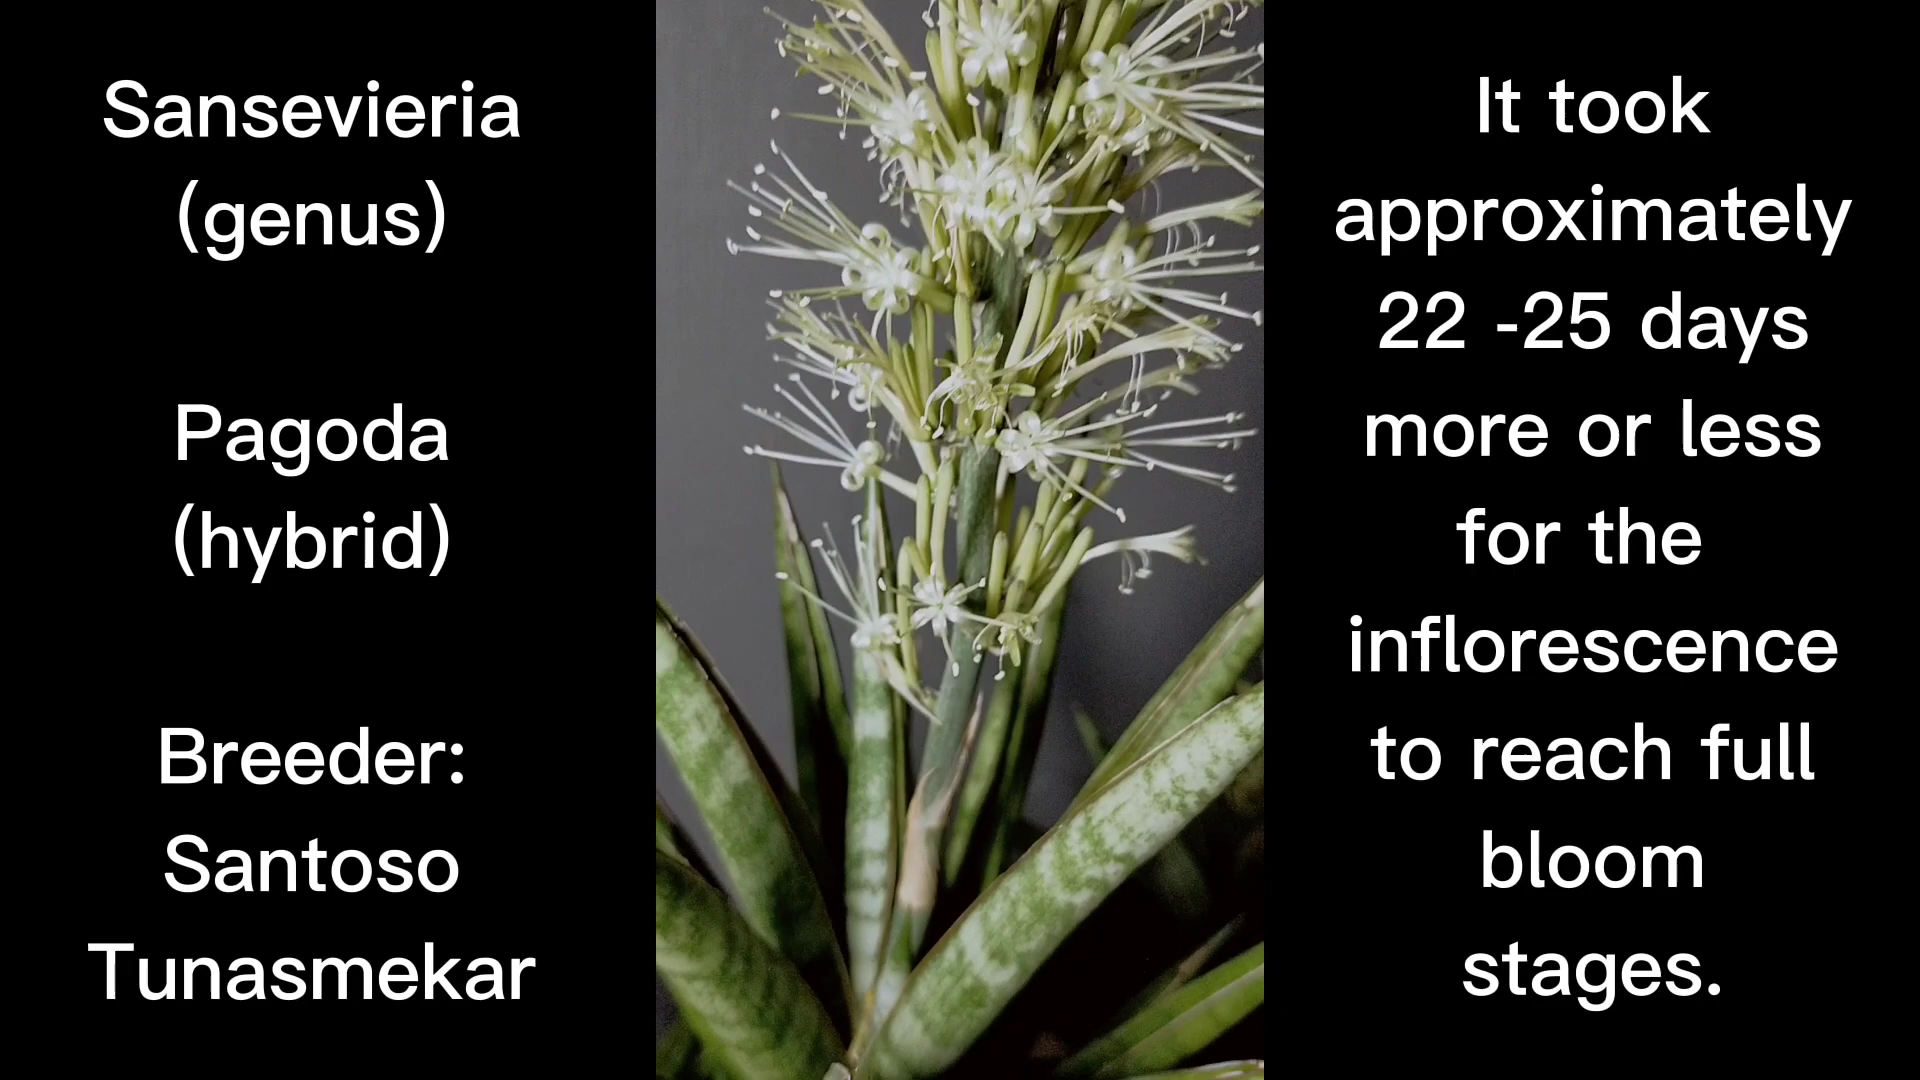 Sansevieria
(genus)
Pagoda
(hybrid)
Breeder:
Santoso
Tunasmekar
It took
approximately
22 -25 days
more or less
for the
inflorescence
to reach full
bloom
stages.